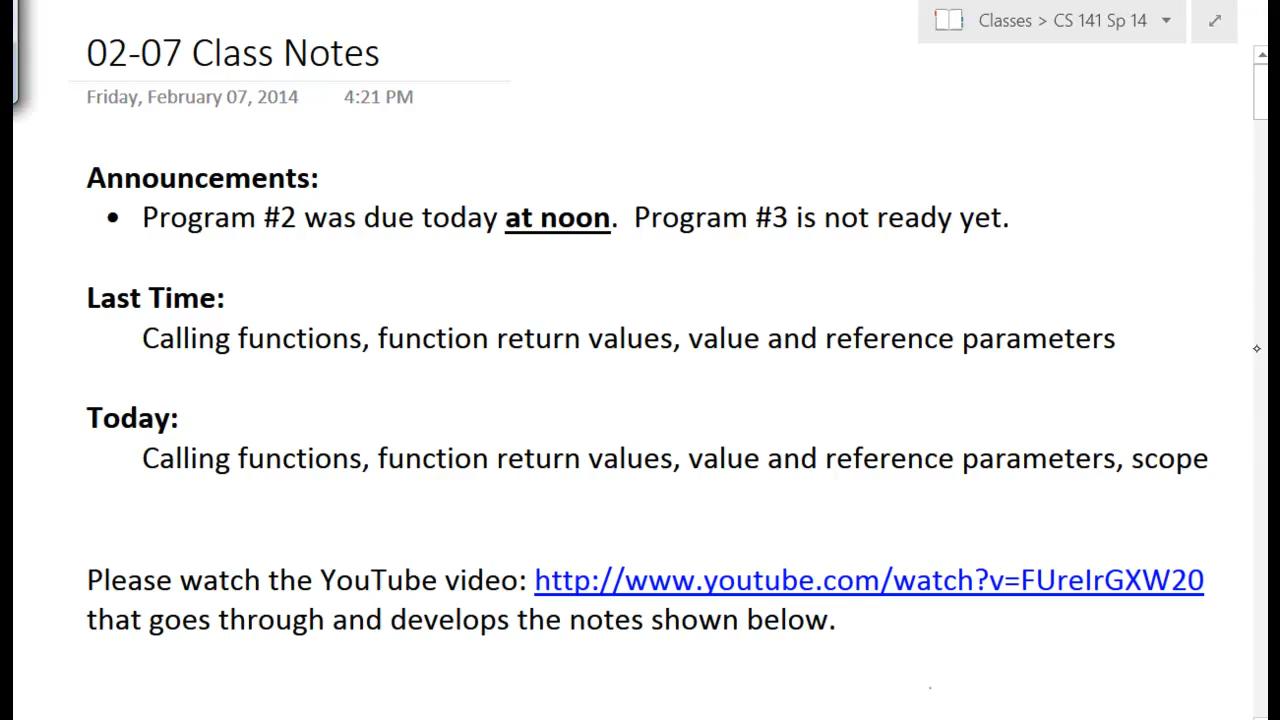 Classes > CS 141 Sp 14
02-07 Class Notes
Friday, February 07, 2014 4:21 PM
Announcements:
• Program #2 was due today at noon. Program #3 is not ready yet.
Last Time:
Calling functions, function return values, value and reference parameters
Today:
Calling functions, function return values, value and reference parameters, scope
Please watch the YouTube video: http://www.youtube.com/watch?v=FUreIrGXW20
that goes through and develops the notes shown below.